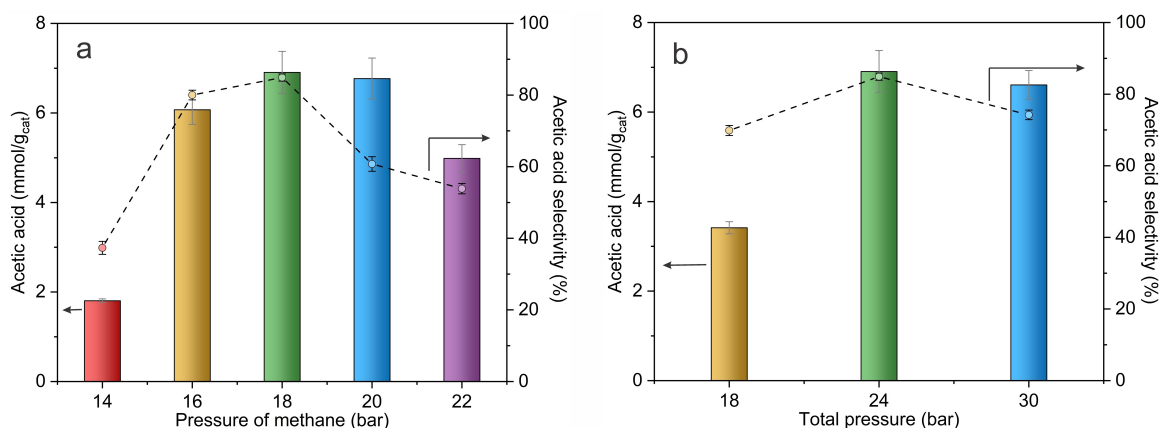 a
Acetic acid (mmol/g_cat)
8
6
4
2
0
100
80
60
40
20
0
Acetic acid selectivity (%)
14 16 18 20 22
Pressure of methane (bar)
b
Acetic acid (mmol/g_cat)
8
6
4
2
0
100
80
60
40
20
0
Acetic acid selectivity (%)
18 24 30
Total pressure (bar)